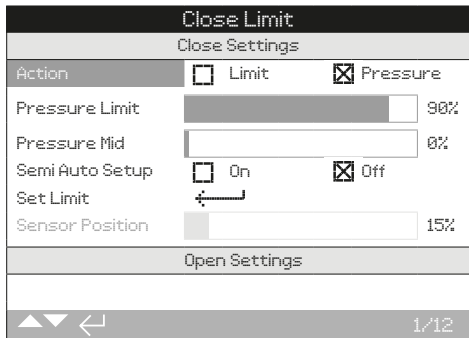 Close Limit
Close Settings
Action Limit Pressure
Pressure Limit 90%
Pressure Mid 0%
Semi Auto Setup On Off
Set Limit
Sensor Position 15%
Open Settings
1/12